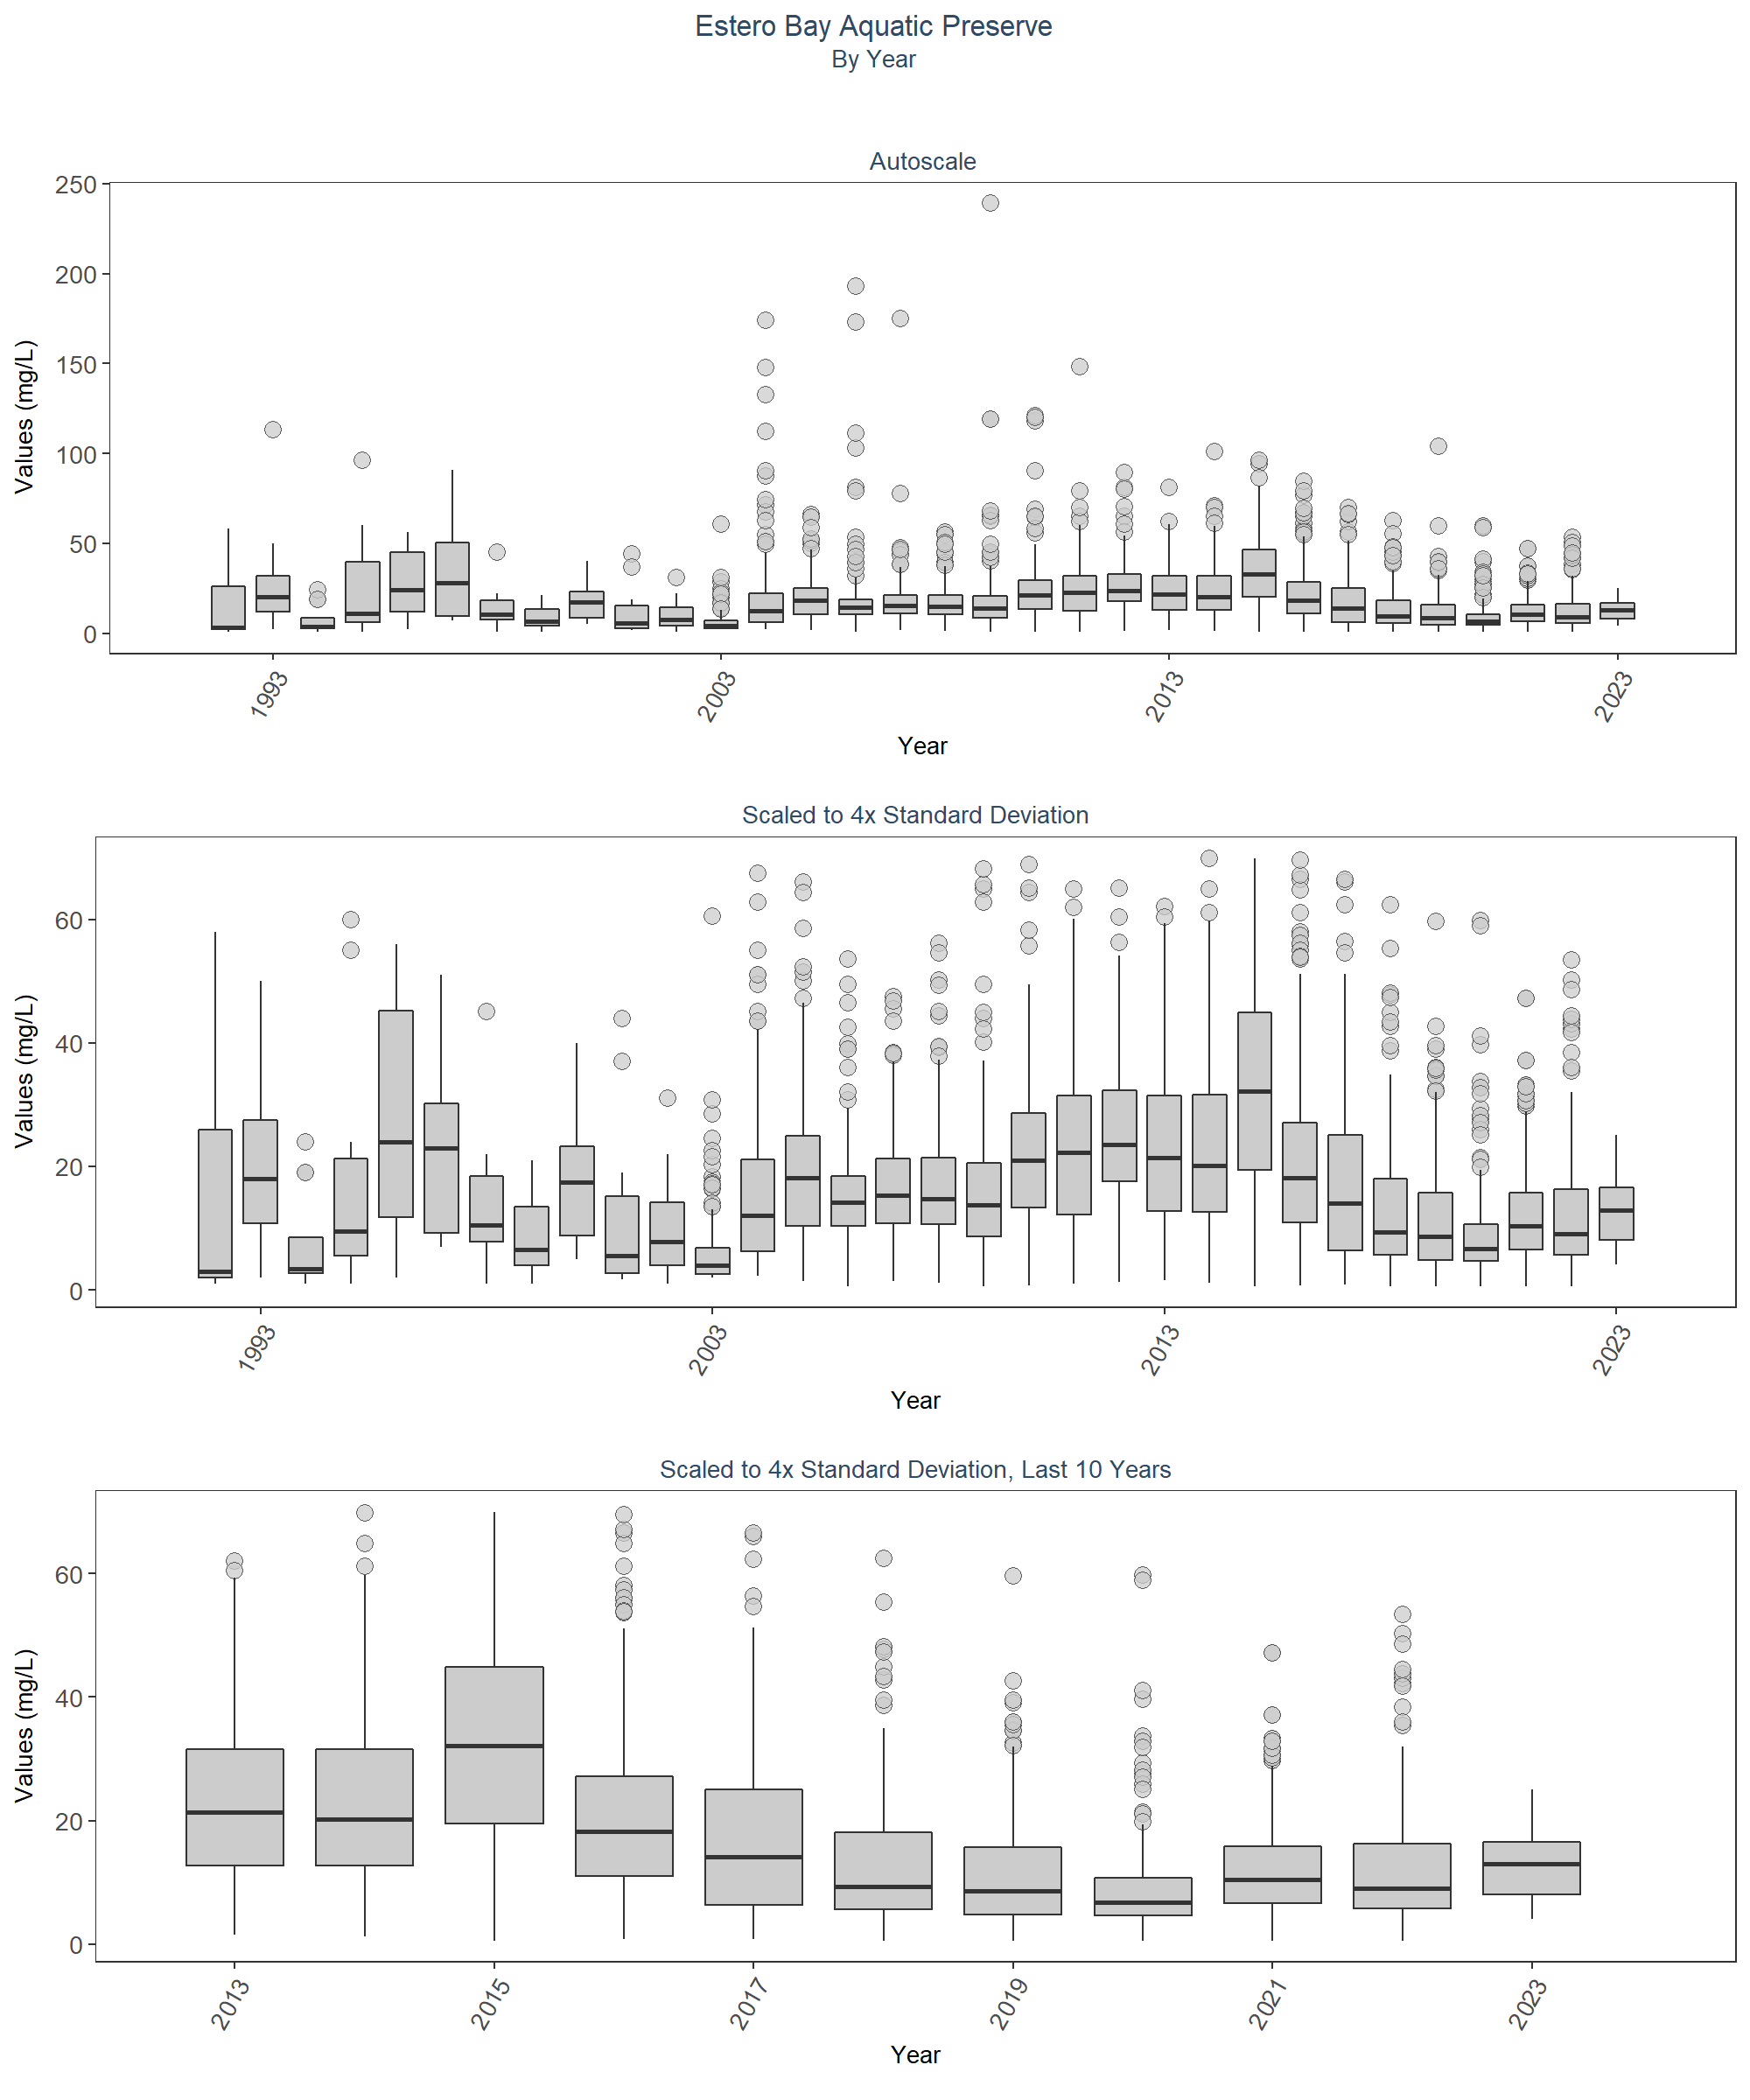 Estero Bay Aquatic Preserve
By Year
Autoscale
250
200
150
100
50
0
Values (mg/L)
1993
2003
2013
2023
Year
Scaled to 4x Standard Deviation
60
40
20
0
Values (mg/L)
1993
2003
2013
2023
Year
Scaled to 4x Standard Deviation, Last 10 Years
60
40
20
0
Values (mg/L)
2013
2015
2017
2019
2021
2023
Year